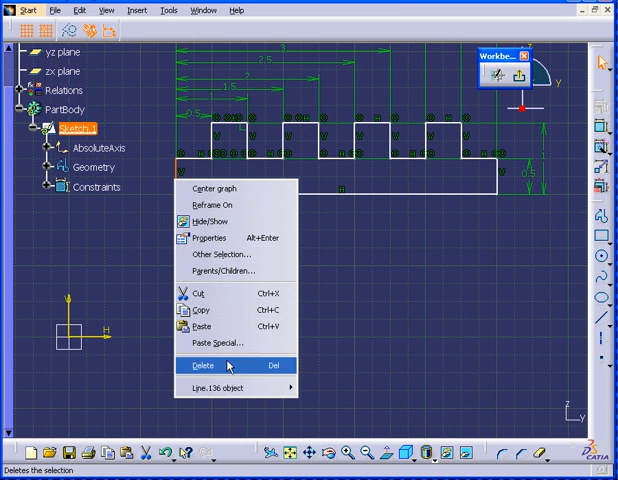 Start File Edit View Insert Tools Window Help
yz plane
zx plane
Relations
PartBody
Sketch.1
AbsoluteAxis
Geometry
Constraints
3
2.5
2
1.5
1
0.5
Workbe...
z
y
V V V V V V V V
H
V
0.5
1
Center graph
Reframe On
Hide/Show
Properties Alt+Enter
Other Selection...
Parents/Children...
Cut Ctrl+X
Copy Ctrl+C
Paste Ctrl+V
Paste Special...
Delete Del
Line.136 object
V
H
z
y
CATIA
Deletes the selection